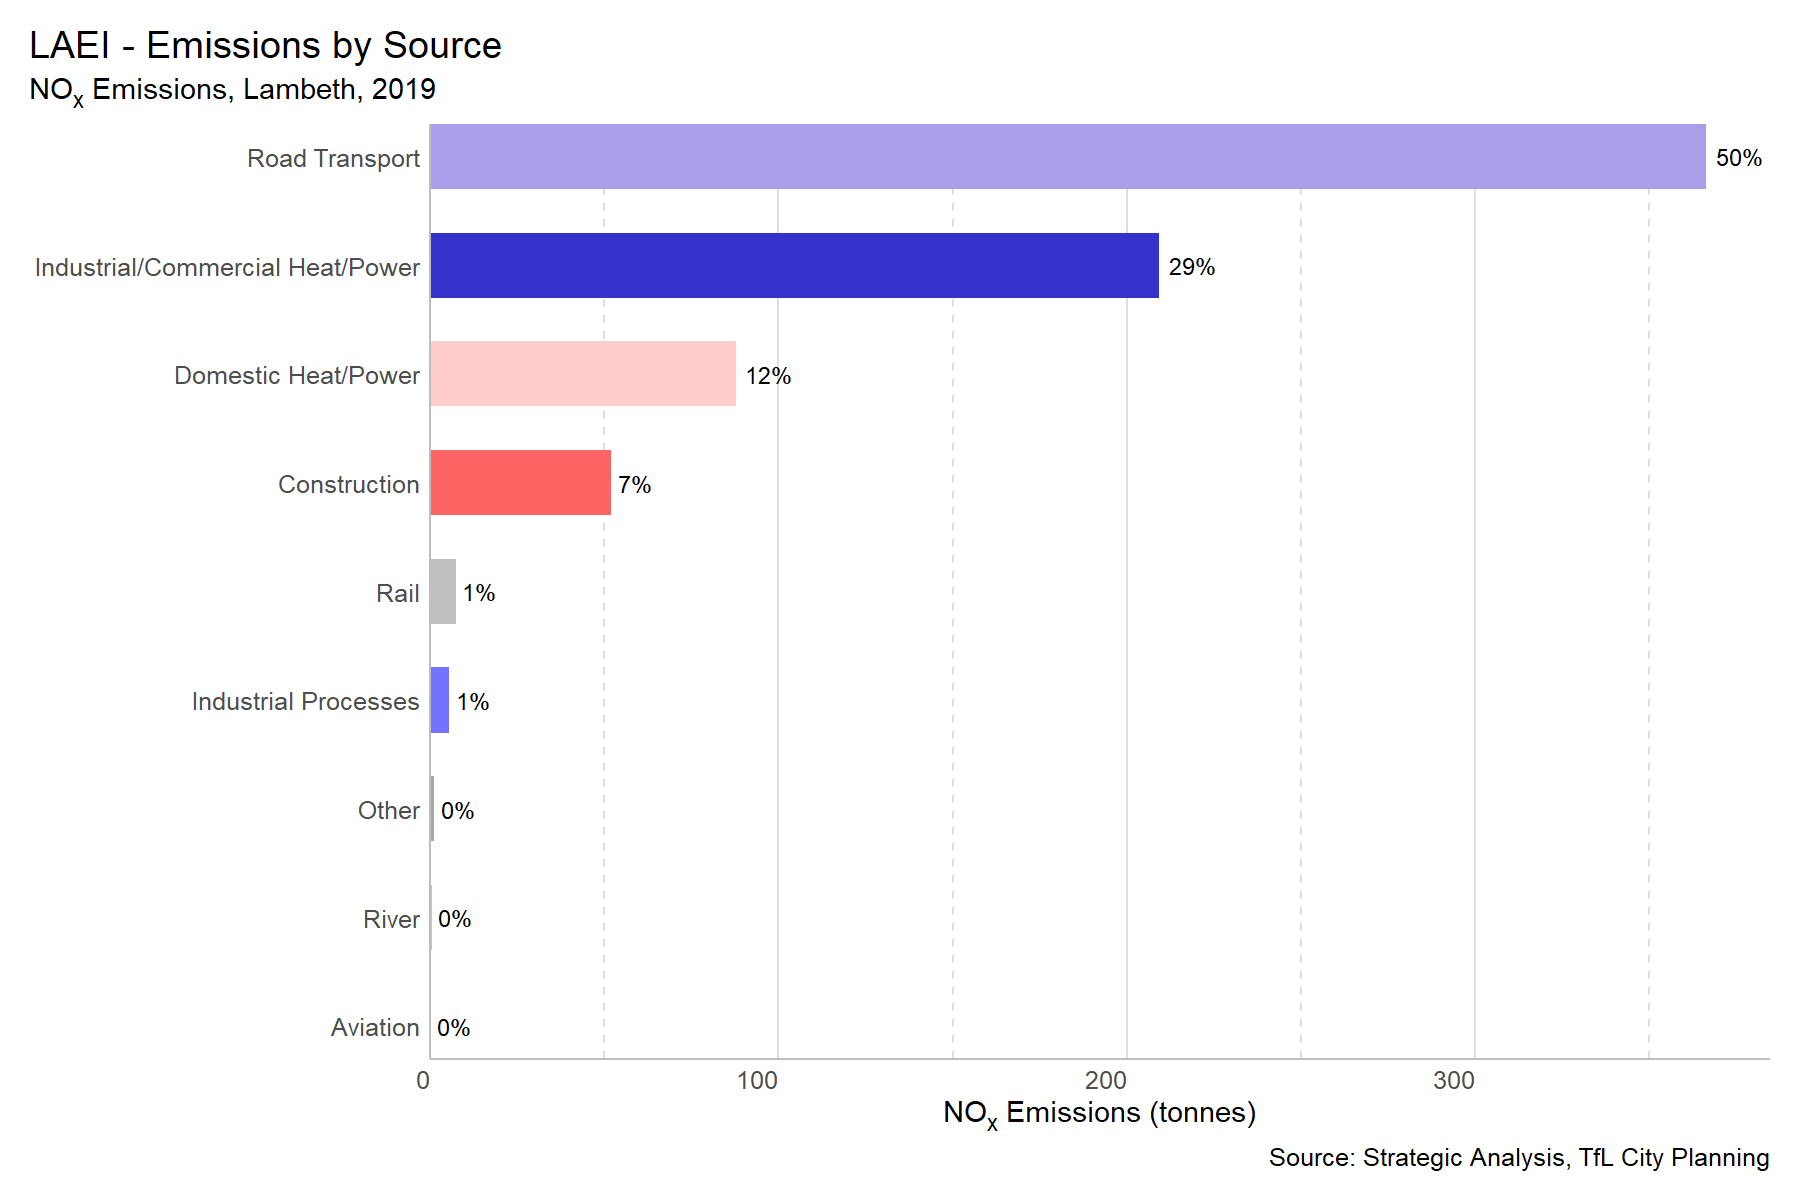 LAEI - Emissions by Source
NOx Emissions, Lambeth, 2019
Road Transport 50%
Industrial/Commercial Heat/Power 29%
Domestic Heat/Power 12%
Construction 7%
Rail 1%
Industrial Processes 1%
Other 0%
River 0%
Aviation 0%
0 100 200 300
NOx Emissions (tonnes)
Source: Strategic Analysis, TfL City Planning